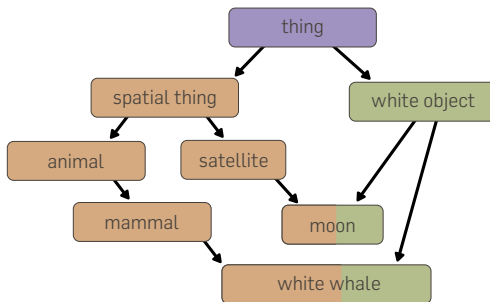 thing
spatial thing
white object
animal
satellite
mammal
moon
white whale